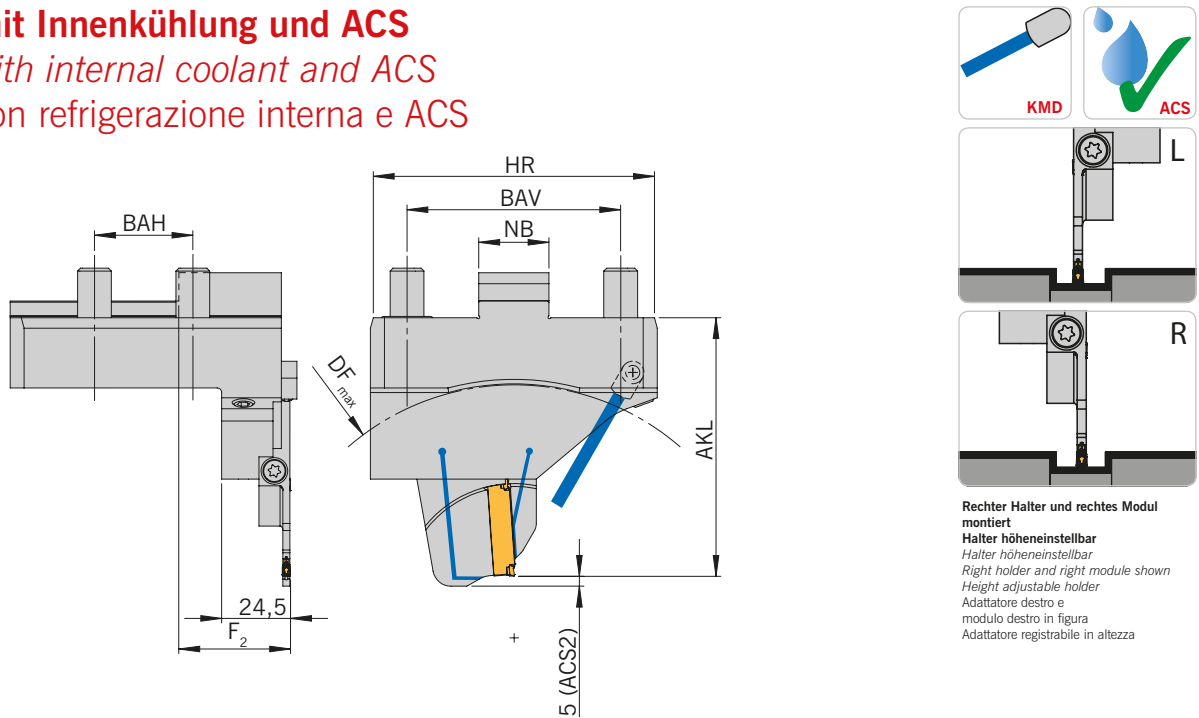 it Innenkühlung und ACS
ith internal coolant and ACS
on refrigerazione interna e ACS
KMD
ACS
L
R
HR
BAV
NB
BAH
DF max
AKL
24,5
F2
5 (ACS2)
Rechter Halter und rechtes Modul
montiert
Halter höheneinstellbar
Halter höheneinstellbar
Right holder and right module shown
Height adjustable holder
Adattatore destro e
modulo destro in figura
Adattatore registrabile in altezza